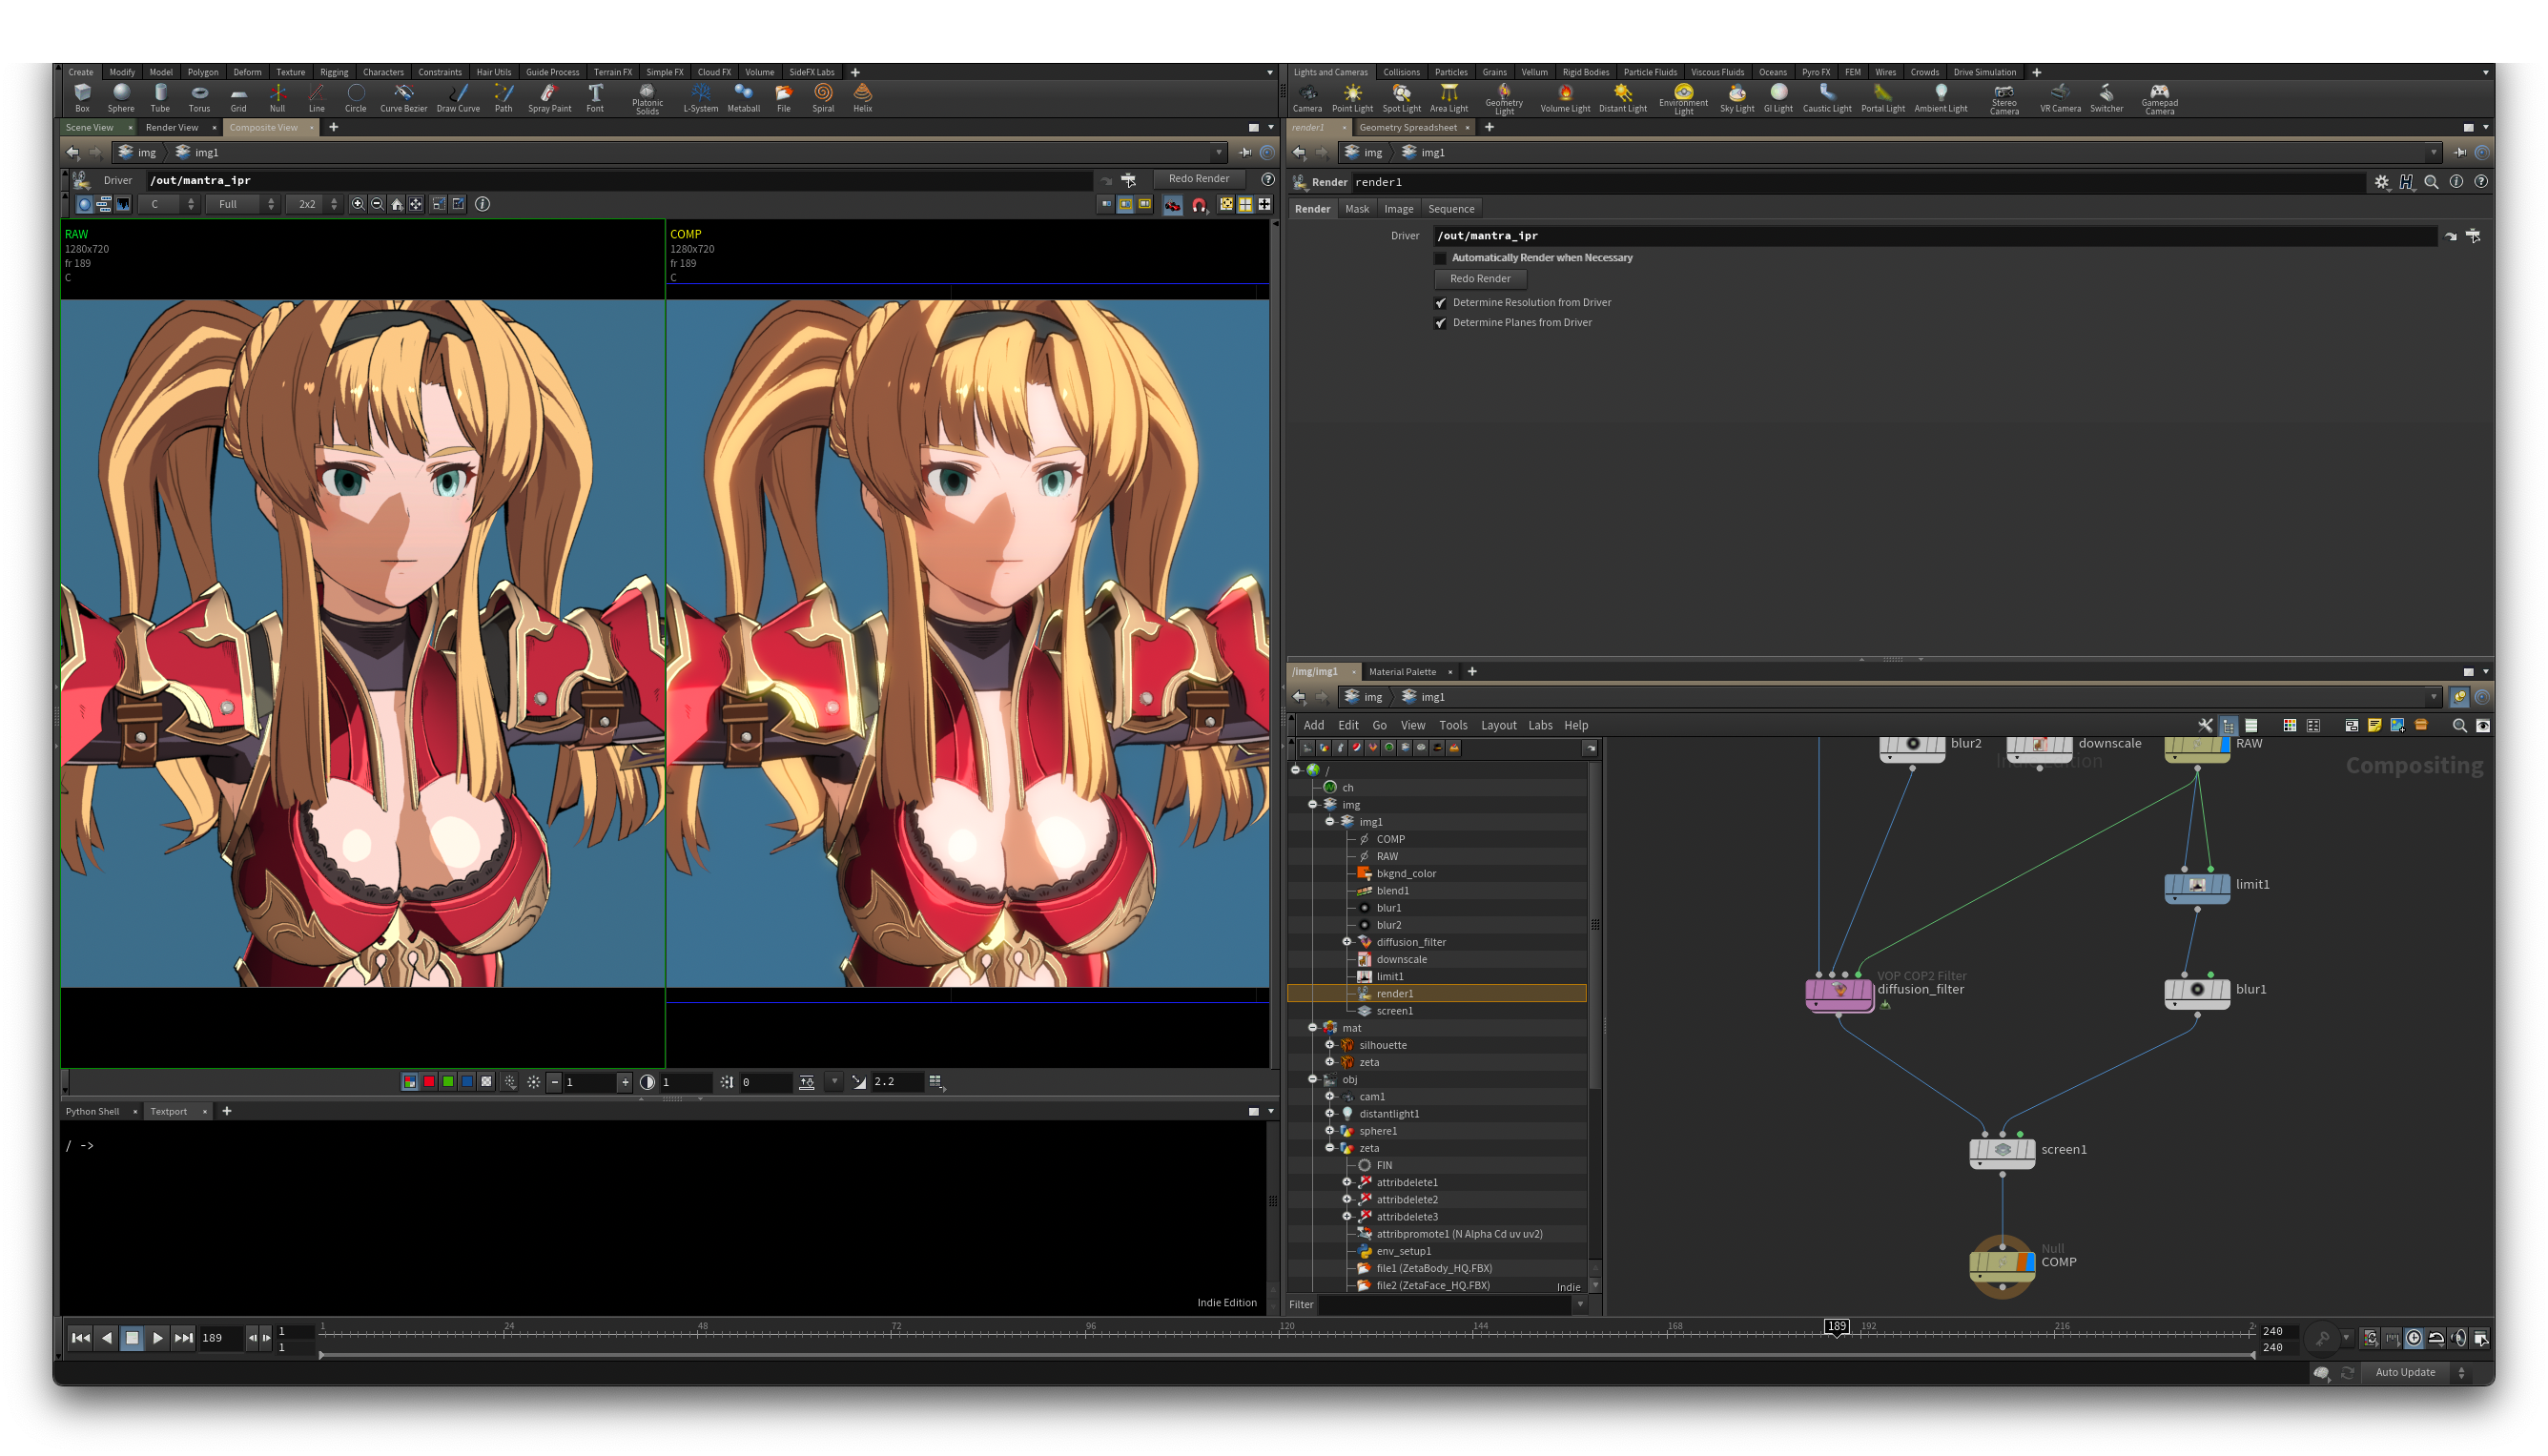 Create Modify Model Polygon Deform Texture Rigging Characters Constraints Hair Utils Guide Process Terrain FX Simple FX Cloud FX Volume SideFX Labs
Box Sphere Tube Torus Grid Null Line Circle Curve Bezier Draw Curve Path Spray Paint Font Platonic Solids L-System Metaball File Spiral Helix
Lights and Cameras Collisions Particles Grains Vellum Rigid Bodies Particle Fluids Viscous Fluids Oceans Pyro FX FEM Wires Crowds Drive Simulation
Camera Point Light Spot Light Area Light Geometry Light Volume Light Distant Light Environment Light Sky Light GI Light Caustic Light Portal Light Ambient Light Stereo Camera VR Camera Switcher Gamepad Camera
Scene View Render View Composite View
img img1
Driver /out/mantra_ipr Redo Render
C Full 2x2
RAW
1280x720
fr 189
C
COMP
1280x720
fr 189
C
1 1 0 2.2
Python Shell Textport
/ ->
Indie Edition
render1 Geometry Spreadsheet
img img1
Render render1
Render Mask Image Sequence
Driver /out/mantra_ipr
Automatically Render when Necessary
Redo Render
Determine Resolution from Driver
Determine Planes from Driver
/img/img1 Material Palette
img img1
Add Edit Go View Tools Layout Labs Help
/
ch
img
img1
COMP
RAW
bkgnd_color
blend1
blur1
blur2
diffusion_filter
downscale
limit1
render1
screen1
mat
silhouette
zeta
obj
cam1
distantlight1
sphere1
zeta
FIN
attribdelete1
attribdelete2
attribdelete3
attribpromote1 (N Alpha Cd uv uv2)
env_setup1
file1 (ZetaBody_HQ.FBX)
file2 (ZetaFace_HQ.FBX) Indie
Filter
blur2 downscale RAW
Compositing
limit1
VOP COP2 Filter
diffusion_filter
blur1
screen1
Null
COMP
189 1 1 24 48 72 96 120 144 168 189 192 216 240
1 240
Auto Update